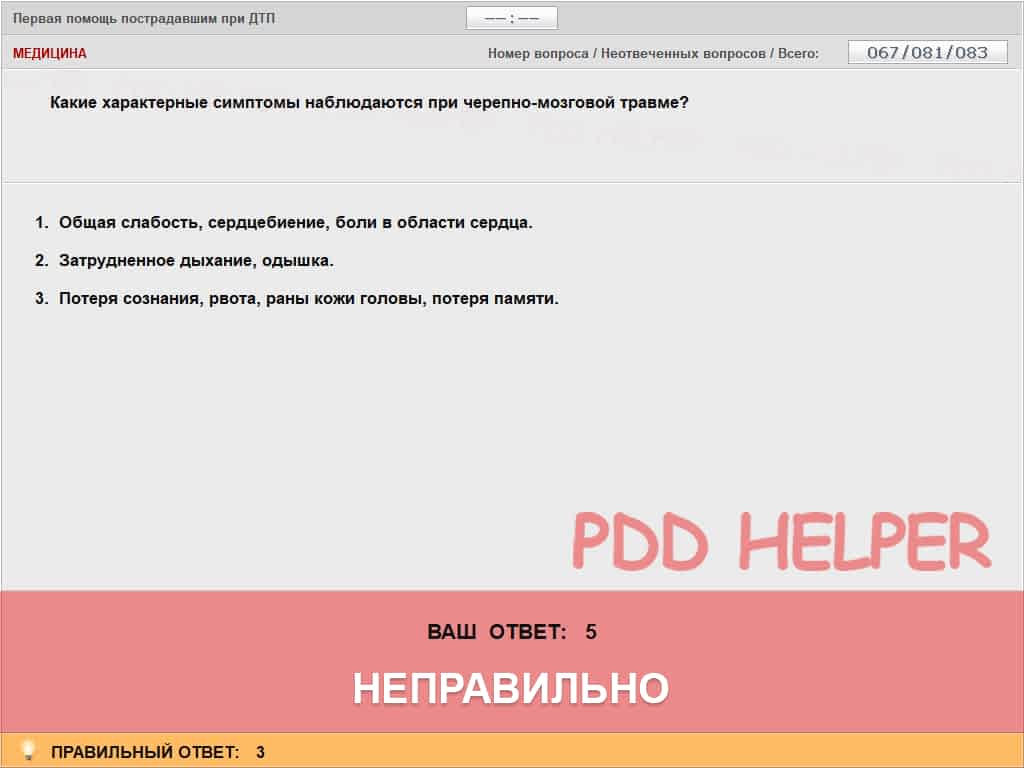 Первая помощь пострадавшим при ДТП
—— : ——
МЕДИЦИНА
Номер вопроса / Неотвеченных вопросов / Всего:
067/081/083
Какие характерные симптомы наблюдаются при черепно-мозговой травме?
1. Общая слабость, сердцебиение, боли в области сердца.
2. Затрудненное дыхание, одышка.
3. Потеря сознания, рвота, раны кожи головы, потеря памяти.
PDD HELPER
ВАШ ОТВЕТ: 5
НЕПРАВИЛЬНО
ПРАВИЛЬНЫЙ ОТВЕТ: 3